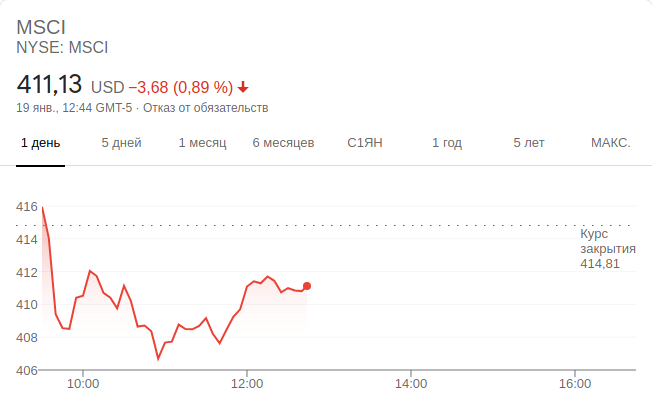 MSCI
NYSE: MSCI
411,13 USD −3,68 (0,89 %)
19 янв., 12:44 GMT-5 · Отказ от обязательств
1 день 5 дней 1 месяц 6 месяцев С1ЯН 1 год 5 лет МАКС.
416
414
412
410
408
406
Курс
закрытия
414,81
10:00 12:00 14:00 16:00